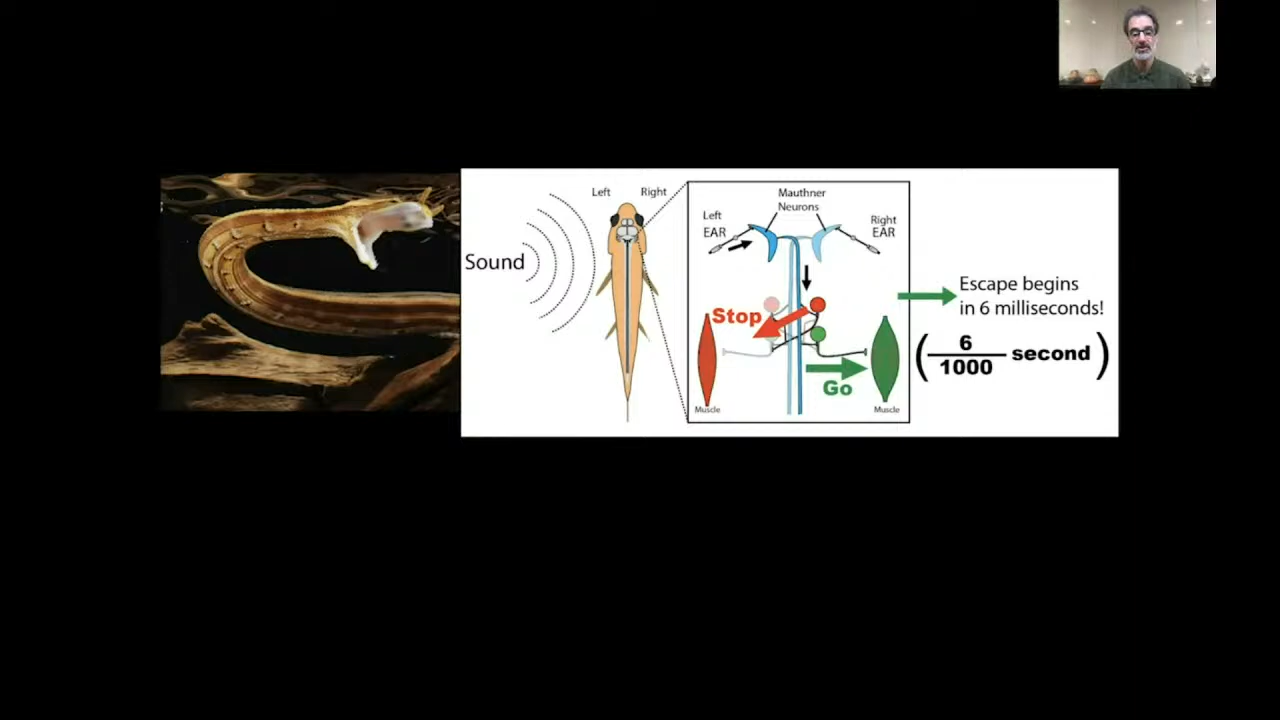 Left
Right
Sound
Mauthner
Neurons
Left
EAR
Right
EAR
Stop
Go
Muscle
Muscle
Escape begins
in 6 milliseconds!
( 6
1000 second )